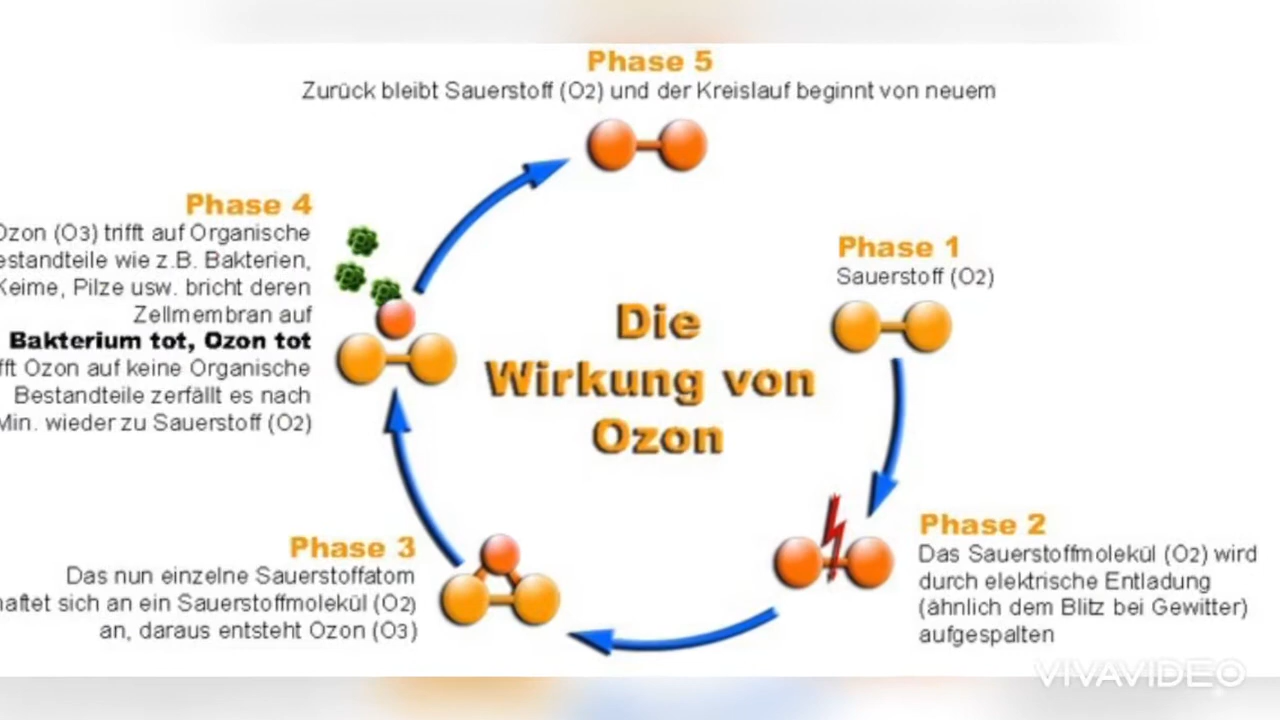 Phase 5
Zurück bleibt Sauerstoff (O2) und der Kreislauf beginnt von neuem
Phase 4
Ozon (O3) trifft auf Organische
estandteile wie z.B. Bakterien,
Keime, Pilze usw. bricht deren
Zellmembran auf
Bakterium tot, Ozon tot
fft Ozon auf keine Organische
Bestandteile zerfällt es nach
Min. wieder zu Sauerstoff (O2)
Phase 1
Sauerstoff (O2)
Die
Wirkung von
Ozon
Phase 2
Das Sauerstoffmolekül (O2) wird
durch elektrische Entladung
(ähnlich dem Blitz bei Gewitter)
aufgespalten
Phase 3
Das nun einzelne Sauerstoffatom
haftet sich an ein Sauerstoffmolekül (O2)
an, daraus entsteht Ozon (O3)
VIVAVIDEO